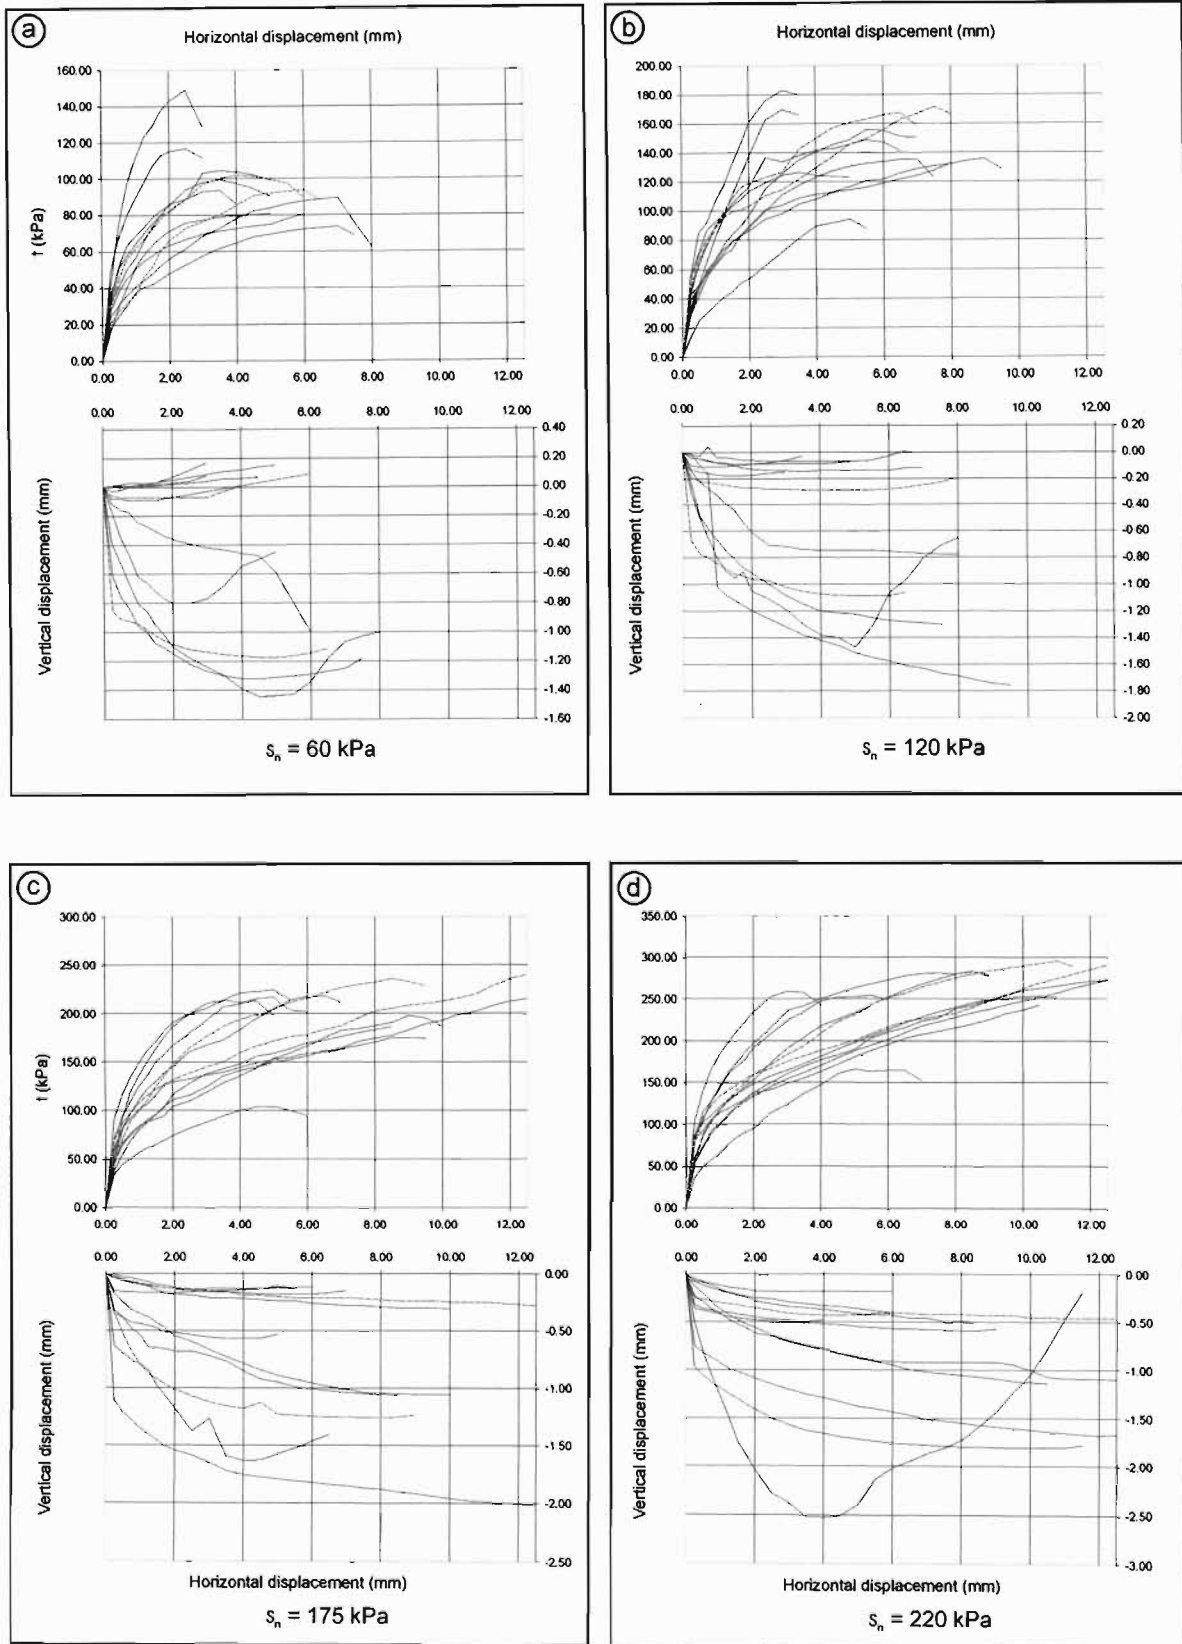 a
Horizontal displacement (mm)
160.00
140.00
120.00
100.00
80.00
60.00
40.00
20.00
0.00
t (kPa)
0.00 2.00 4.00 6.00 8.00 10.00 12.00
0.00 2.00 4.00 6.00 8.00 10.00 12.00
0.40
0.20
0.00
-0.20
-0.40
-0.60
-0.80
-1.00
-1.20
-1.40
-1.60
Vertical displacement (mm)
sn = 60 kPa
b
Horizontal displacement (mm)
200.00
180.00
160.00
140.00
120.00
100.00
80.00
60.00
40.00
20.00
0.00
t (kPa)
0.00 2.00 4.00 6.00 8.00 10.00 12.00
0.00 2.00 4.00 6.00 8.00 10.00 12.00
0.20
0.00
-0.20
-0.40
-0.60
-0.80
-1.00
-1.20
-1.40
-1.60
-1.80
-2.00
Vertical displacement (mm)
sn = 120 kPa
c
300.00
250.00
200.00
150.00
100.00
50.00
0.00
t (kPa)
0.00 2.00 4.00 6.00 8.00 10.00 12.00
0.00 2.00 4.00 6.00 8.00 10.00 12.00
0.00
-0.50
-1.00
-1.50
-2.00
-2.50
Vertical displacement (mm)
Horizontal displacement (mm)
sn = 175 kPa
d
350.00
300.00
250.00
200.00
150.00
100.00
50.00
0.00
t (kPa)
0.00 2.00 4.00 6.00 8.00 10.00 12.00
0.00 2.00 4.00 6.00 8.00 10.00 12.00
0.00
-0.50
-1.00
-1.50
-2.00
-2.50
-3.00
Vertical displacement (mm)
Horizontal displacement (mm)
sn = 220 kPa